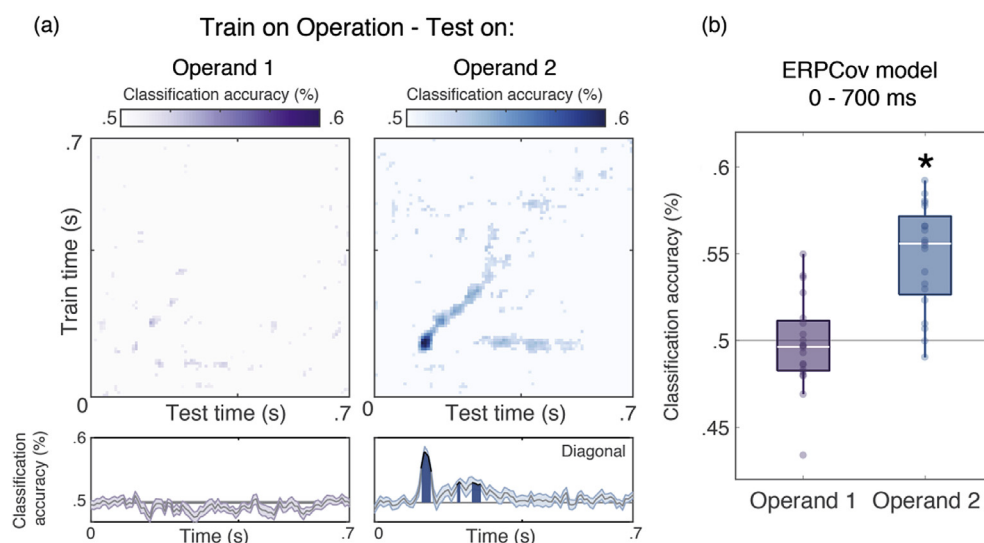 (a)
Train on Operation - Test on:
Operand 1
Classification accuracy (%)
.5
.6
Operand 2
Classification accuracy (%)
.5
.6
.7
Train time (s)
0
Test time (s)
.7
0
Test time (s)
.7
Classification
accuracy (%)
.6
.5
0
Time (s)
.7
Diagonal
0
Time (s)
.7
(b)
ERPCov model
0 - 700 ms
Classification accuracy (%)
.6
*
.55
.5
.45
Operand 1
Operand 2